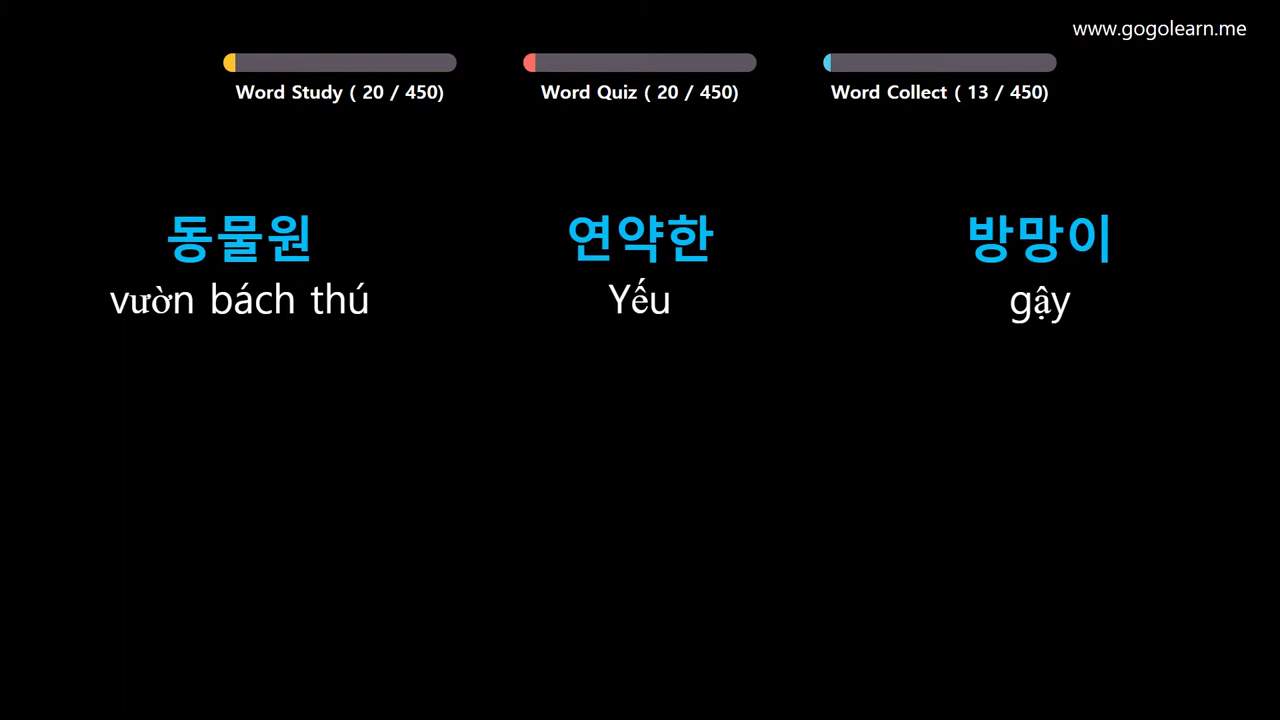 www.gogolearn.me
Word Study ( 20 / 450)
Word Quiz ( 20 / 450)
Word Collect ( 13 / 450)
동물원
연약한
방망이
vườn bách thú
Yếu
gậy